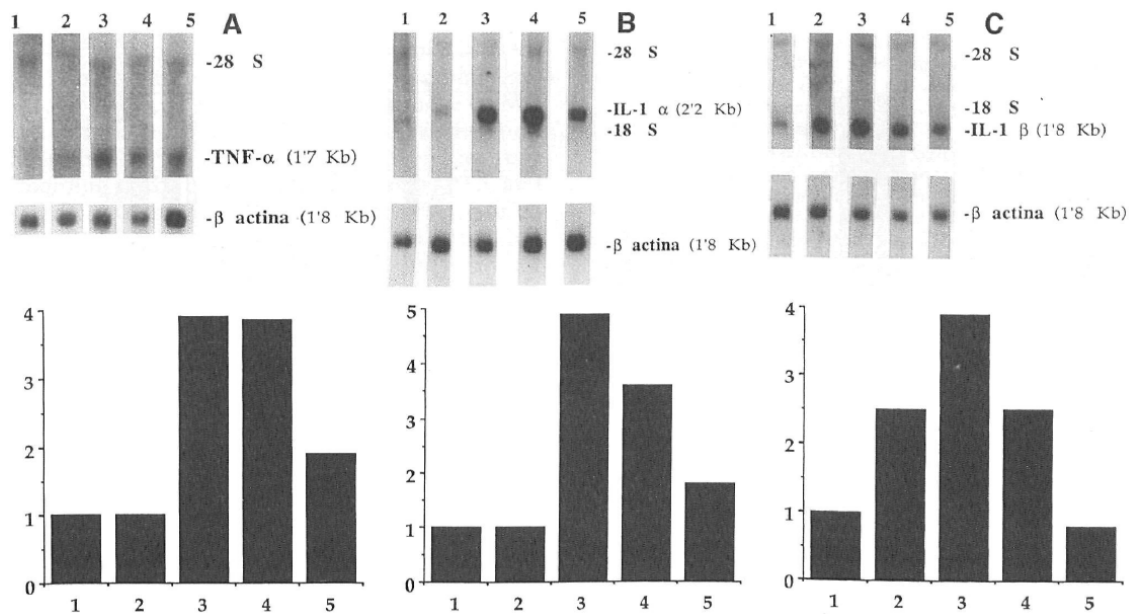 1 2 3 4 5 A
-28 S
-TNF-α (1'7 Kb)
-β actina (1'8 Kb)
1 2 3 4 5 B
-28 S
-IL-1 α (2'2 Kb)
-18 S
-β actina (1'8 Kb)
1 2 3 4 5 C
-28 S
-18 S
-IL-1 β (1'8 Kb)
-β actina (1'8 Kb)
4
3
2
1
0
1 2 3 4 5
5
4
3
2
1
0
1 2 3 4 5
4
3
2
1
0
1 2 3 4 5